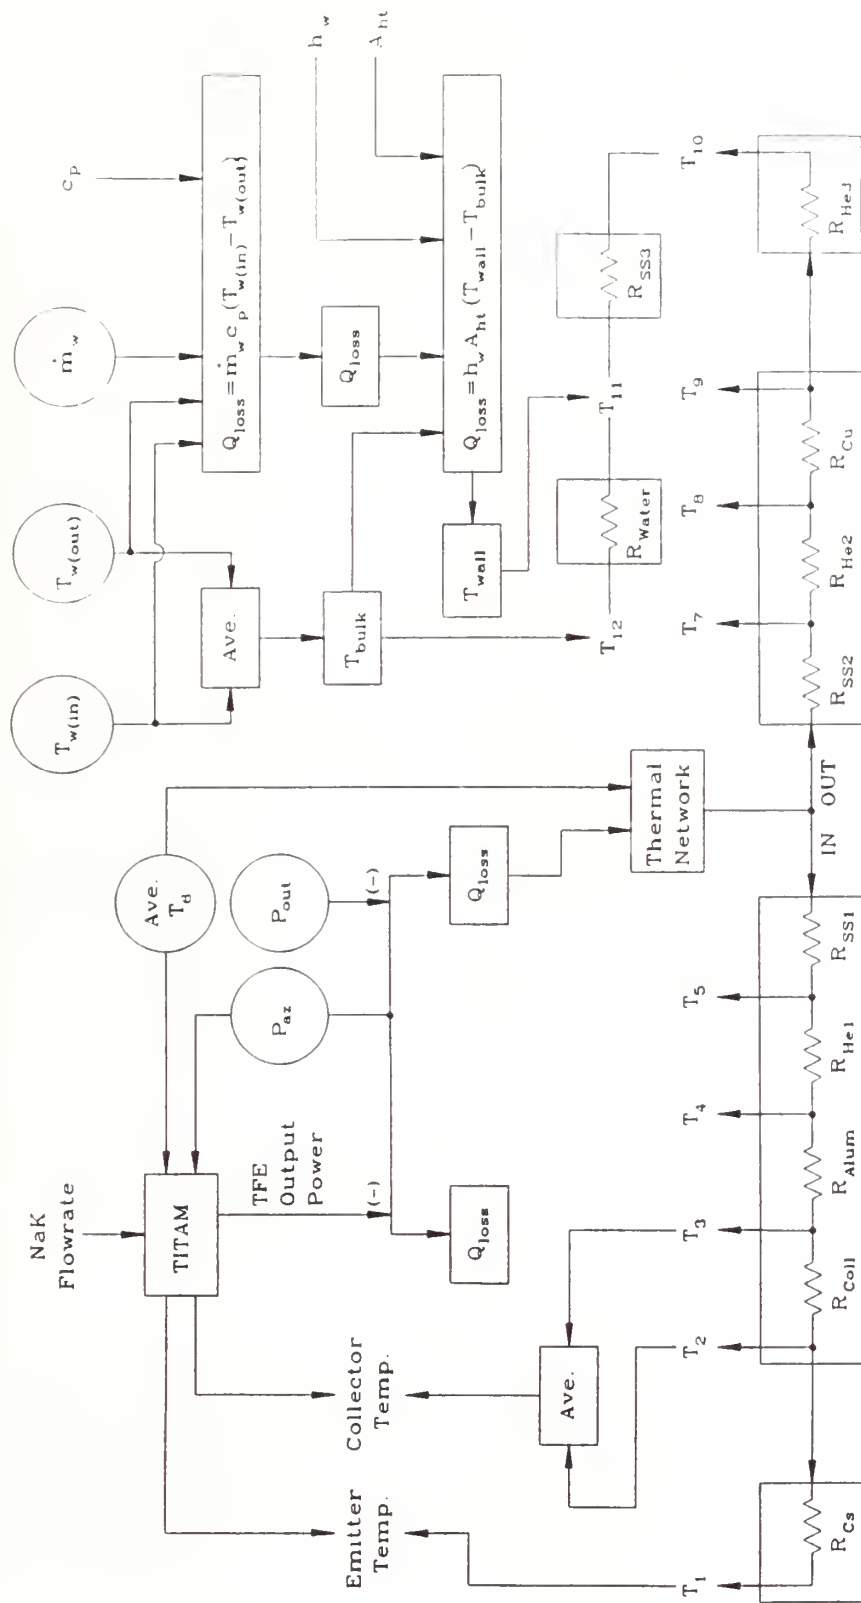 NaK
Flowrate
TITAM
Ave.
T_d
T_w(in)
T_w(out)
ṁ_w
c_p
TFE
Output
Power
(-)
P_az
P_out
(-)
Ave.
Q_loss = ṁ_w c_p (T_w(in) - T_w(out))
h_w
A_ht
Emitter
Temp.
Collector
Temp.
T_bulk
Q_loss
Q_loss
Q_loss
T_wall
Q_loss = h_w A_ht (T_wall - T_bulk)
Ave.
Thermal
Network
T_12
R_Water
T_11
R_SS3
T_1
T_2
T_3
T_4
T_5
T_7
T_8
T_9
T_10
IN
OUT
R_Cs
R_Coll
R_Alum
R_He1
R_SS1
R_SS2
R_He2
R_Cu
R_He3